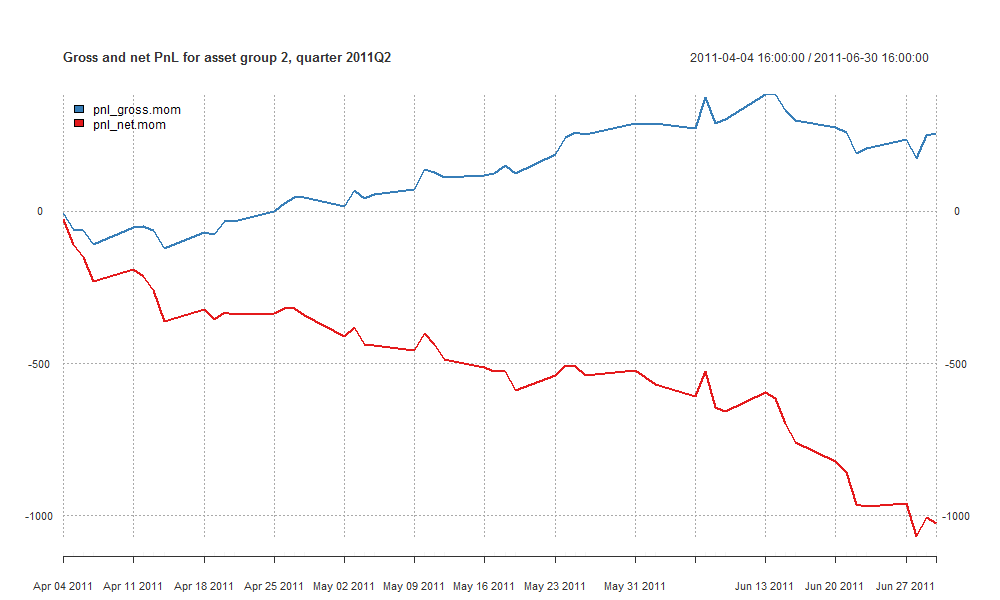 Gross and net PnL for asset group 2, quarter 2011Q2
2011-04-04 16:00:00 / 2011-06-30 16:00:00
pnl_gross.mom
pnl_net.mom
0 0
-500 -500
-1000 -1000
Apr 04 2011 Apr 11 2011 Apr 18 2011 Apr 25 2011 May 02 2011 May 09 2011 May 16 2011 May 23 2011 May 31 2011 Jun 13 2011 Jun 20 2011 Jun 27 2011